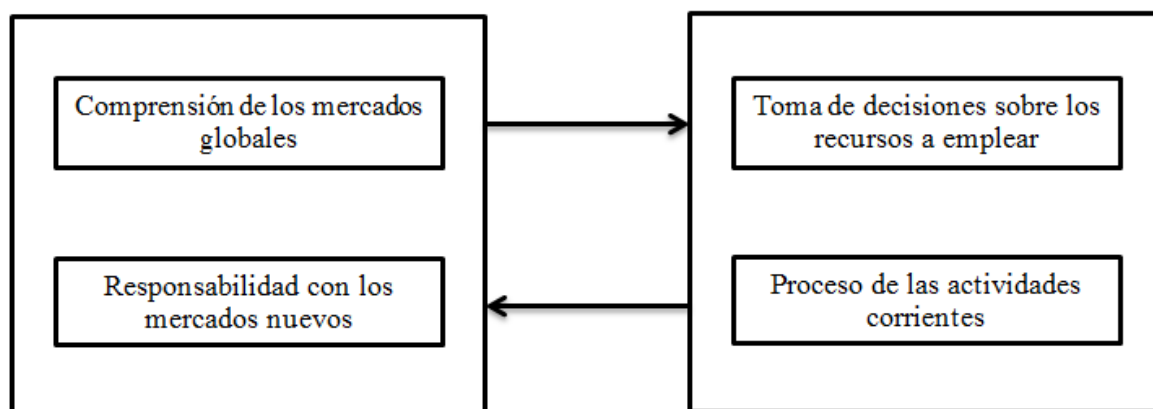 Comprensión de los mercados
globales
Responsabilidad con los
mercados nuevos
Toma de decisiones sobre los
recursos a emplear
Proceso de las actividades
corrientes